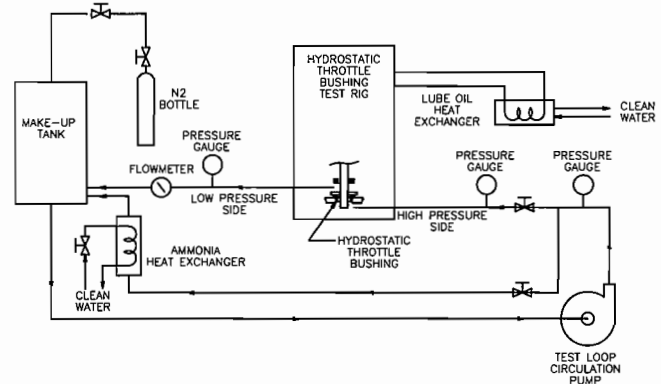 N2
BOTTLE
MAKE-UP
TANK
HYDROSTATIC
THROTTLE
BUSHING
TEST RIG
LUBE OIL
HEAT
EXCHANGER
CLEAN
WATER
PRESSURE
GAUGE
FLOWMETER
LOW PRESSURE
SIDE
PRESSURE
GAUGE
PRESSURE
GAUGE
HIGH PRESSURE
SIDE
HYDROSTATIC
THROTTLE
BUSHING
AMMONIA
HEAT EXCHANGER
CLEAN
WATER
TEST LOOP
CIRCULATION
PUMP